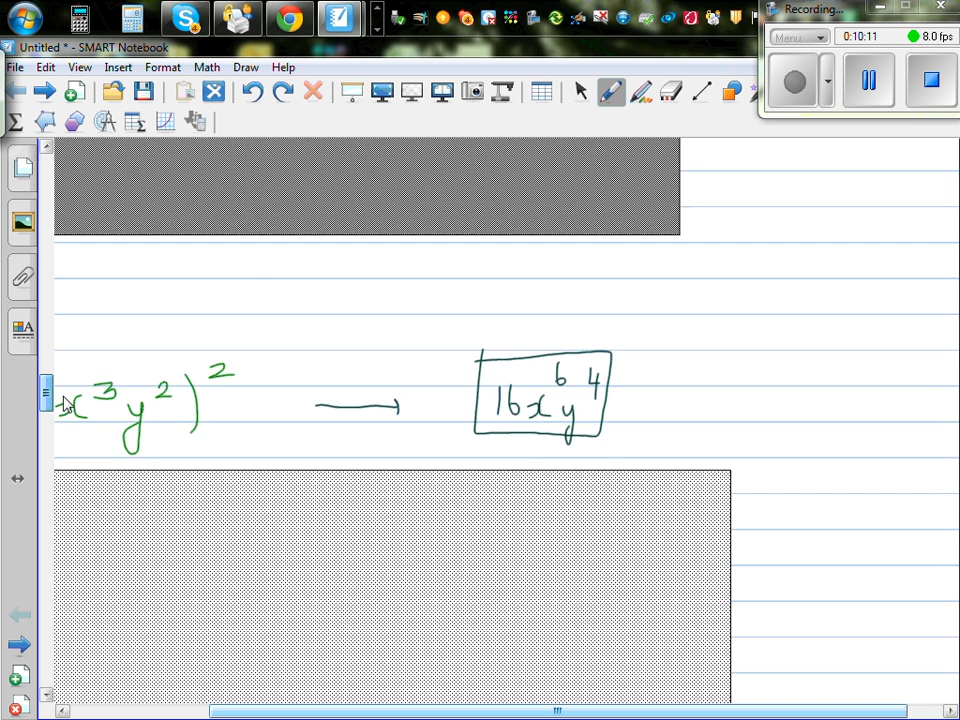 Recording...
Untitled * - SMART Notebook
Menu
0:10:11
8.0 fps
File Edit View Insert Format Math Draw Help
x³y²)² → 16x⁶y⁴